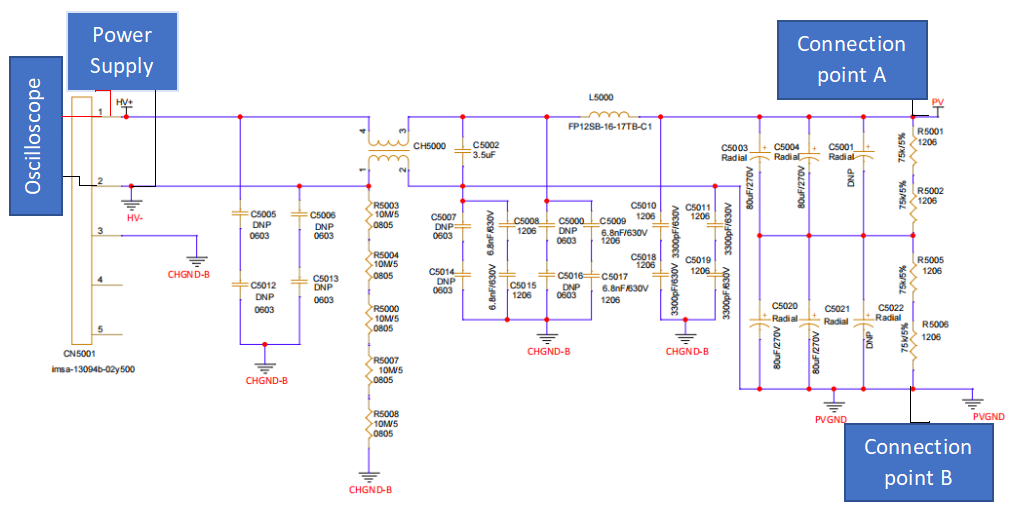 Power
Supply
Oscilloscope
Connection
point A
Connection
point B
HV+
1
2
3
4
5
HV-
CHGND-B
CN5001
imsa-13094b-02y500
C5005
DNP
0603
C5006
DNP
0603
C5012
DNP
0603
C5013
DNP
0603
CHGND-B
4
3
1
2
CH5000
R5003
10M/5
0805
R5004
10M/5
0805
R5000
10M/5
0805
R5007
10M/5
0805
R5008
10M/5
0805
CHGND-B
C5002
3.5uF
L5000
FP12SB-16-17TB-C1
C5007
DNP
0603
C5014
DNP
0603
C5008
1206
6.8nF/630V
C5015
1206
6.8nF/630V
C5000
DNP
0603
C5016
DNP
0603
C5009
6.8nF/630V
1206
C5017
6.8nF/630V
1206
CHGND-B
C5010
1206
3300pF/630V
C5011
1206
3300pF/630V
C5018
1206
3300pF/630V
C5019
1206
3300pF/630V
CHGND-B
C5003
Radial
80uF/270V
C5004
Radial
80uF/270V
C5001
Radial
DNP
C5020
Radial
80uF/270V
C5021
Radial
80uF/270V
C5022
Radial
DNP
PV
R5001
1206
75k/5%
R5002
1206
75k/5%
R5005
1206
75k/5%
R5006
1206
75k/5%
PVGND
PVGND